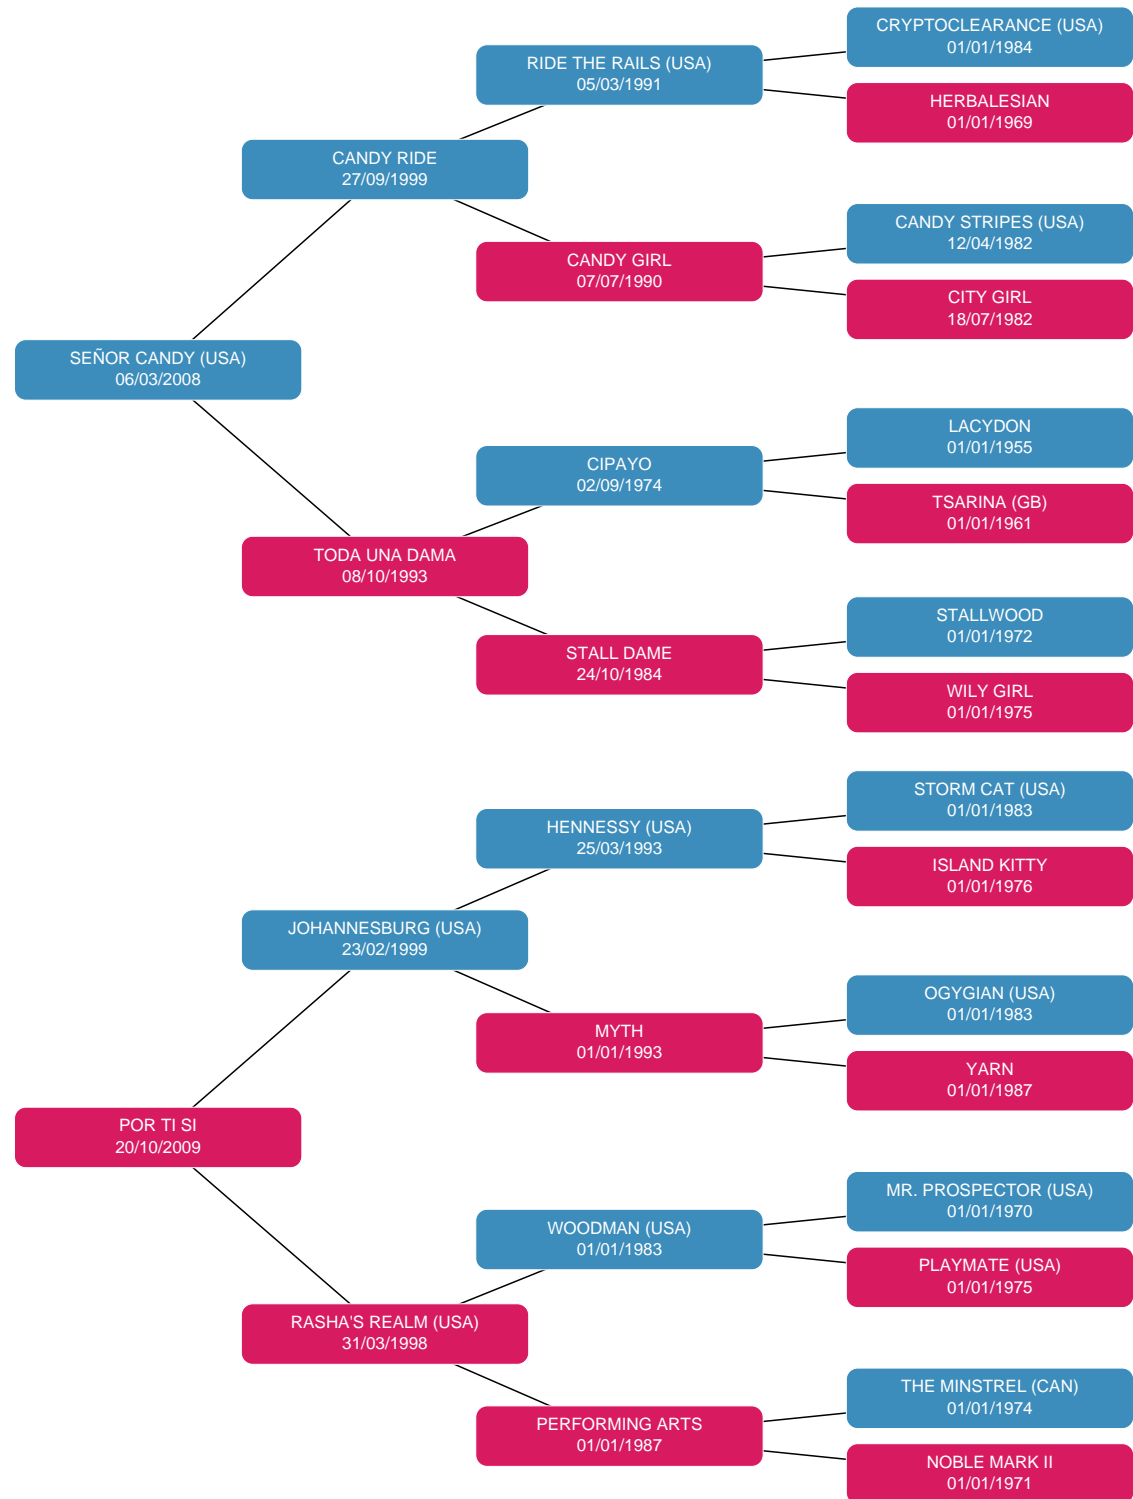 CRYPTOCLEARANCE (USA)
01/01/1984
RIDE THE RAILS (USA)
05/03/1991
HERBALESIAN
01/01/1969
CANDY RIDE
27/09/1999
CANDY STRIPES (USA)
12/04/1982
CANDY GIRL
07/07/1990
CITY GIRL
18/07/1982
SEÑOR CANDY (USA)
06/03/2008
LACYDON
01/01/1955
CIPAYO
02/09/1974
TSARINA (GB)
01/01/1961
TODA UNA DAMA
08/10/1993
STALLWOOD
01/01/1972
STALL DAME
24/10/1984
WILY GIRL
01/01/1975
STORM CAT (USA)
01/01/1983
HENNESSY (USA)
25/03/1993
ISLAND KITTY
01/01/1976
JOHANNESBURG (USA)
23/02/1999
OGYGIAN (USA)
01/01/1983
MYTH
01/01/1993
YARN
01/01/1987
POR TI SI
20/10/2009
MR. PROSPECTOR (USA)
01/01/1970
WOODMAN (USA)
01/01/1983
PLAYMATE (USA)
01/01/1975
RASHA'S REALM (USA)
31/03/1998
THE MINSTREL (CAN)
01/01/1974
PERFORMING ARTS
01/01/1987
NOBLE MARK II
01/01/1971